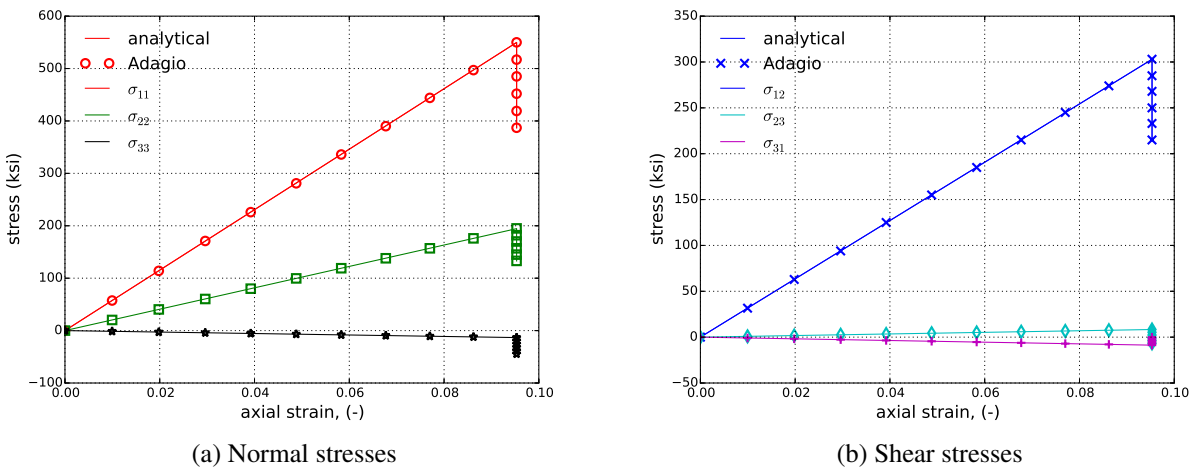 600
500
400
300
200
100
0
−100
stress (ksi)
analytical
Adagio
σ11
σ22
σ33
0.00 0.02 0.04 0.06 0.08 0.10
axial strain, (-)
(a) Normal stresses
350
300
250
200
150
100
50
0
−50
stress (ksi)
analytical
Adagio
σ12
σ23
σ31
0.00 0.02 0.04 0.06 0.08 0.10
axial strain, (-)
(b) Shear stresses